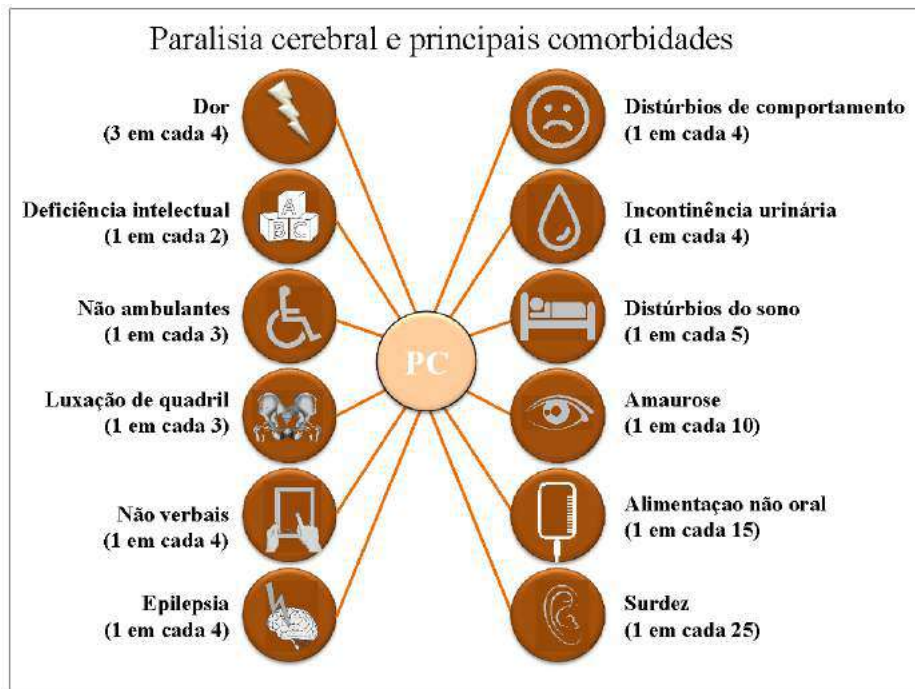 Paralisia cerebral e principais comorbidades
Dor
(3 em cada 4)
Deficiência intelectual
(1 em cada 2)
Não ambulantes
(1 em cada 3)
Luxação de quadril
(1 em cada 3)
Não verbais
(1 em cada 4)
Epilepsia
(1 em cada 4)
A
B C
PC
Distúrbios de comportamento
(1 em cada 4)
Incontinência urinária
(1 em cada 4)
Distúrbios do sono
(1 em cada 5)
Amaurose
(1 em cada 10)
Alimentaçao não oral
(1 em cada 15)
Surdez
(1 em cada 25)